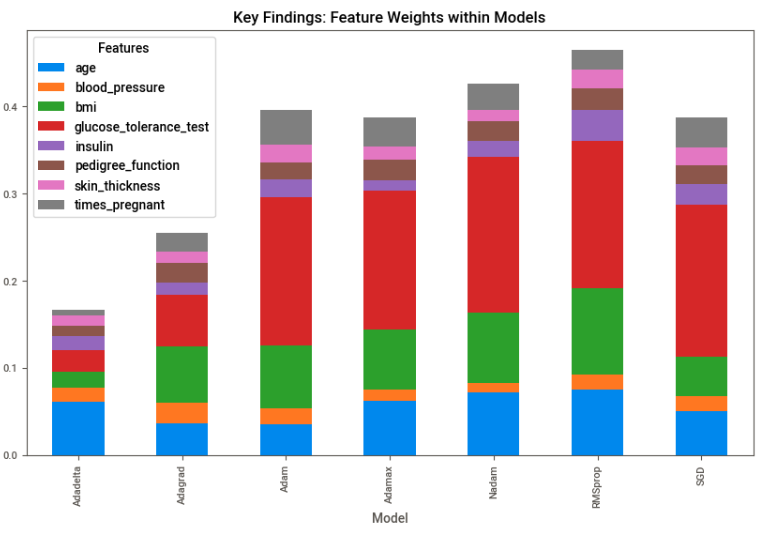 Key Findings: Feature Weights within Models
Features
age
blood_pressure
bmi
glucose_tolerance_test
insulin
pedigree_function
skin_thickness
times_pregnant
0.4
0.3
0.2
0.1
0.0
Adadelta
Adagrad
Adam
Adamax
Nadam
RMSprop
SGD
Model